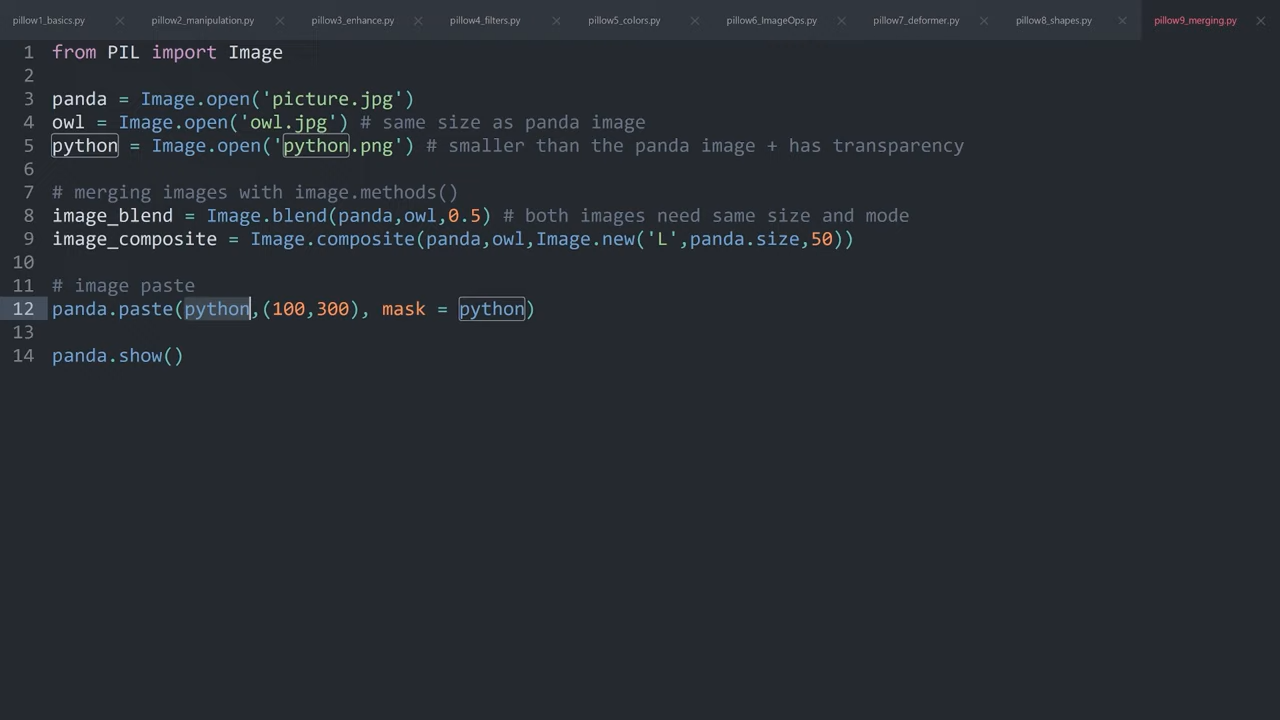 pillow1_basics.py × pillow2_manipulation.py × pillow3_enhance.py × pillow4_filters.py × pillow5_colors.py × pillow6_ImageOps.py × pillow7_deformer.py × pillow8_shapes.py × pillow9_merging.py ×
1 from PIL import Image
2
3 panda = Image.open('picture.jpg')
4 owl = Image.open('owl.jpg') # same size as panda image
5 python = Image.open('python.png') # smaller than the panda image + has transparency
6
7 # merging images with image.methods()
8 image_blend = Image.blend(panda,owl,0.5) # both images need same size and mode
9 image_composite = Image.composite(panda,owl,Image.new('L',panda.size,50))
10
11 # image paste
12 panda.paste(python,(100,300), mask = python)
13
14 panda.show()